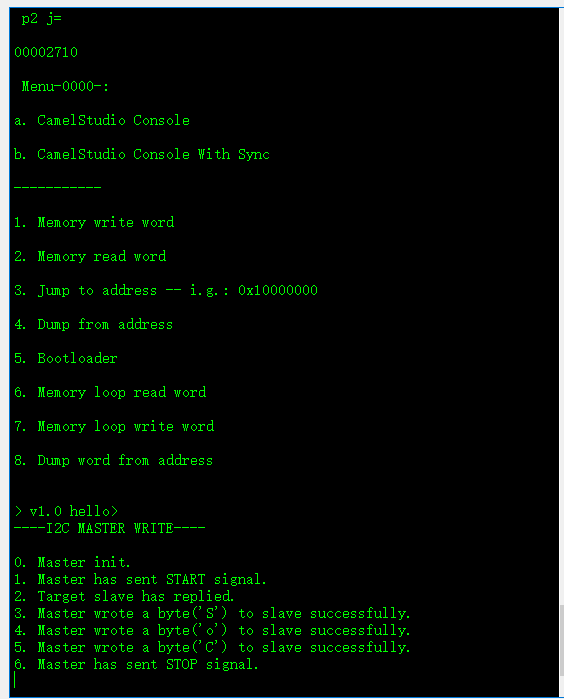 p2 j=
00002710
Menu-0000-:
a. CamelStudio Console
b. CamelStudio Console With Sync
-----------
1. Memory write word
2. Memory read word
3. Jump to address -- i.g.: 0x10000000
4. Dump from address
5. Bootloader
6. Memory loop read word
7. Memory loop write word
8. Dump word from address
> v1.0 hello>
----I2C MASTER WRITE----
0. Master init.
1. Master has sent START signal.
2. Target slave has replied.
3. Master wrote a byte('S') to slave successfully.
4. Master wrote a byte('o') to slave successfully.
5. Master wrote a byte('C') to slave successfully.
6. Master has sent STOP signal.